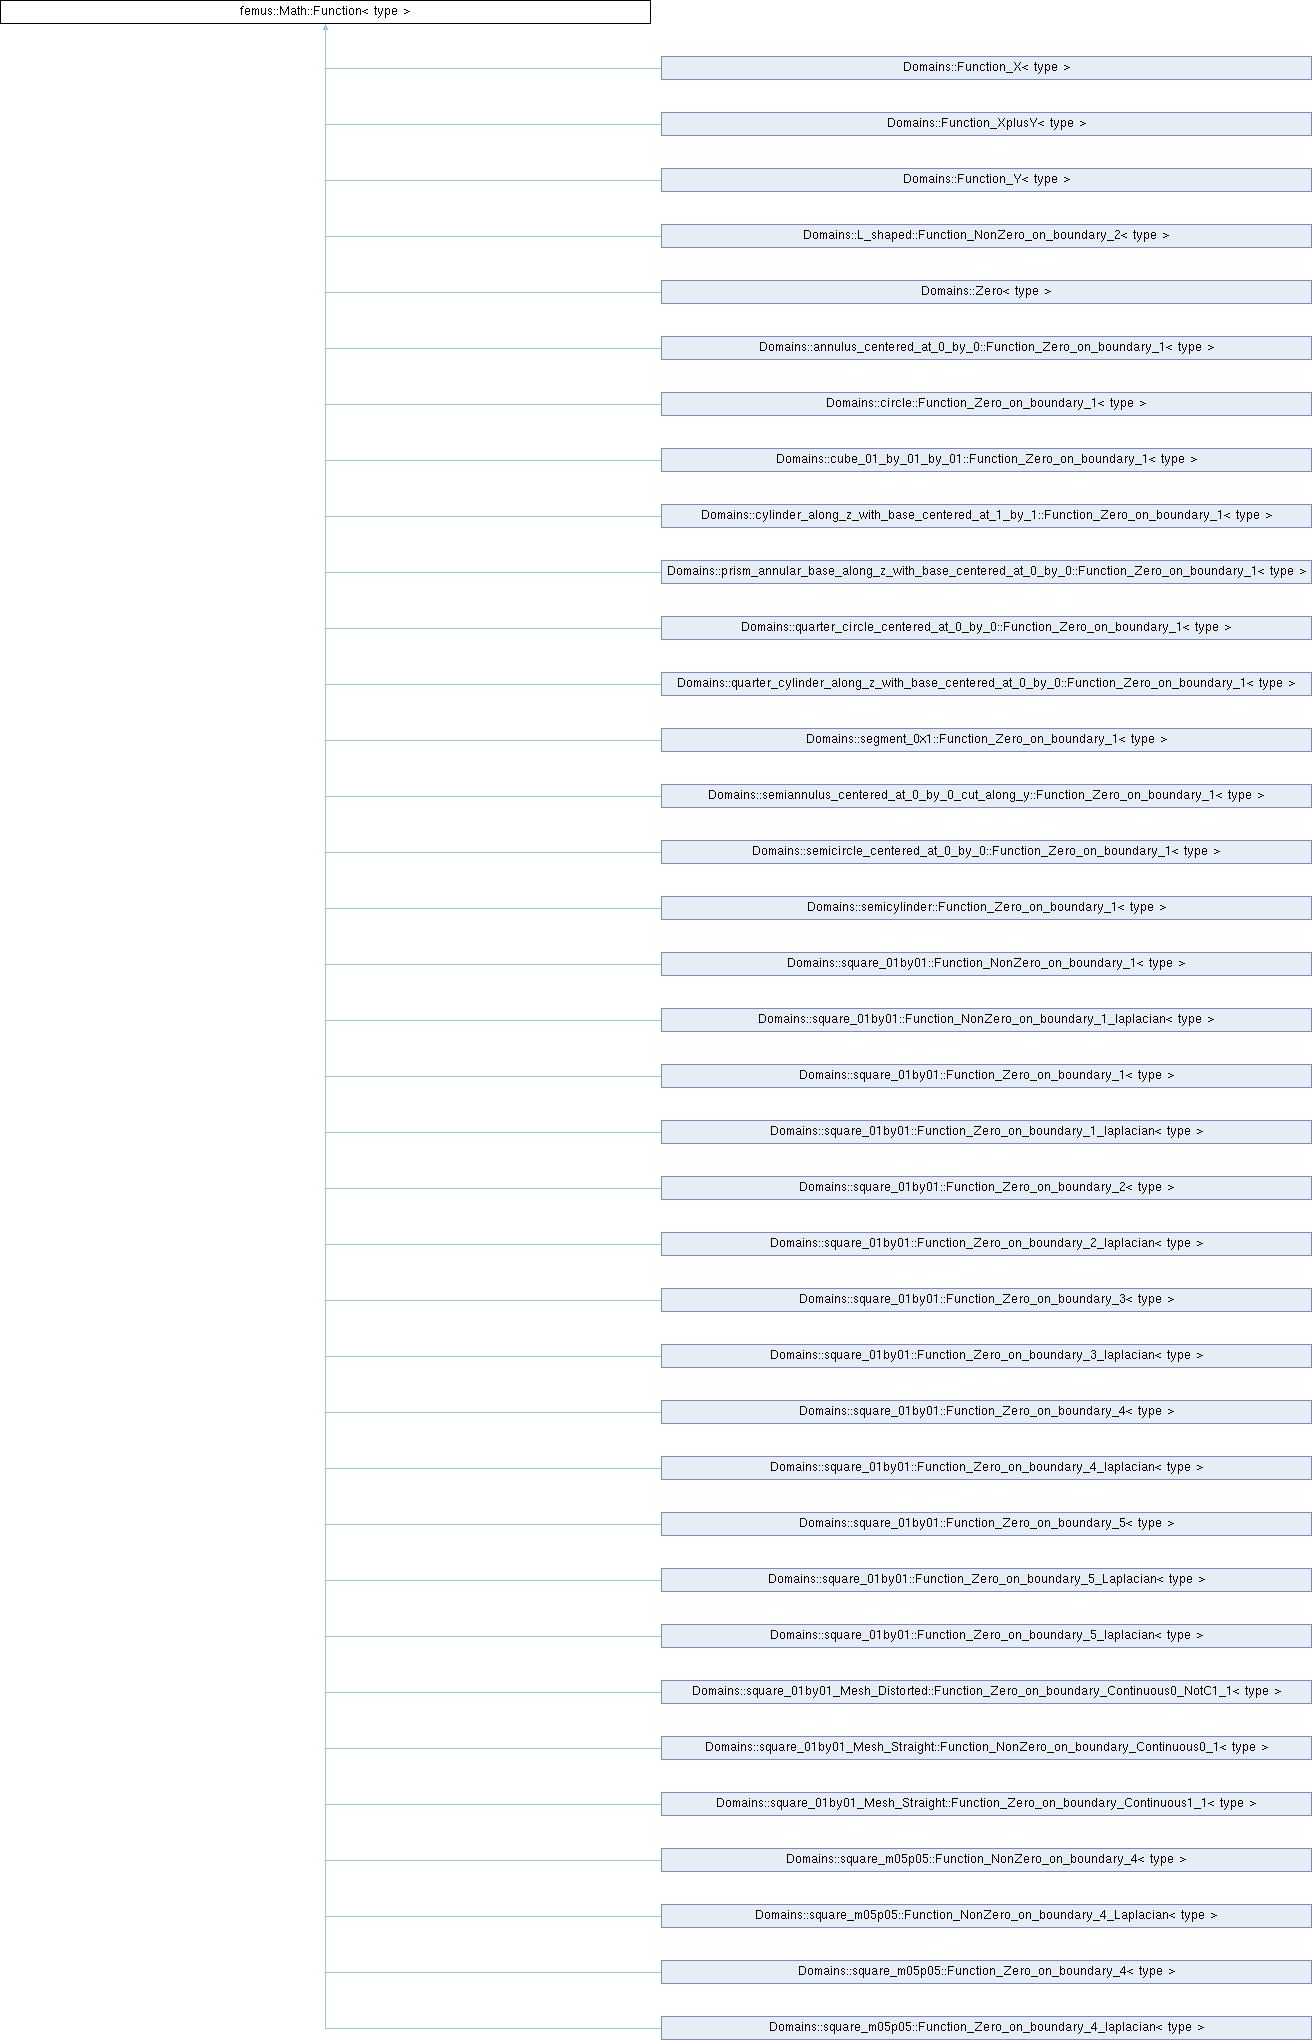 femus::Math::Function< type >
Domains::Function_X< type >
Domains::Function_XplusY< type >
Domains::Function_Y< type >
Domains::L_shaped::Function_NonZero_on_boundary_2< type >
Domains::Zero< type >
Domains::annulus_centered_at_0_by_0::Function_Zero_on_boundary_1< type >
Domains::circle::Function_Zero_on_boundary_1< type >
Domains::cube_01_by_01_by_01::Function_Zero_on_boundary_1< type >
Domains::cylinder_along_z_with_base_centered_at_1_by_1::Function_Zero_on_boundary_1< type >
Domains::prism_annular_base_along_z_with_base_centered_at_0_by_0::Function_Zero_on_boundary_1< type >
Domains::quarter_circle_centered_at_0_by_0::Function_Zero_on_boundary_1< type >
Domains::quarter_cylinder_along_z_with_base_centered_at_0_by_0::Function_Zero_on_boundary_1< type >
Domains::segment_0x1::Function_Zero_on_boundary_1< type >
Domains::semiannulus_centered_at_0_by_0_cut_along_y::Function_Zero_on_boundary_1< type >
Domains::semicircle_centered_at_0_by_0::Function_Zero_on_boundary_1< type >
Domains::semicylinder::Function_Zero_on_boundary_1< type >
Domains::square_01by01::Function_NonZero_on_boundary_1< type >
Domains::square_01by01::Function_NonZero_on_boundary_1_laplacian< type >
Domains::square_01by01::Function_Zero_on_boundary_1< type >
Domains::square_01by01::Function_Zero_on_boundary_1_laplacian< type >
Domains::square_01by01::Function_Zero_on_boundary_2< type >
Domains::square_01by01::Function_Zero_on_boundary_2_laplacian< type >
Domains::square_01by01::Function_Zero_on_boundary_3< type >
Domains::square_01by01::Function_Zero_on_boundary_3_laplacian< type >
Domains::square_01by01::Function_Zero_on_boundary_4< type >
Domains::square_01by01::Function_Zero_on_boundary_4_laplacian< type >
Domains::square_01by01::Function_Zero_on_boundary_5< type >
Domains::square_01by01::Function_Zero_on_boundary_5_Laplacian< type >
Domains::square_01by01::Function_Zero_on_boundary_5_laplacian< type >
Domains::square_01by01_Mesh_Distorted::Function_Zero_on_boundary_Continuous0_NotC1_1< type >
Domains::square_01by01_Mesh_Straight::Function_NonZero_on_boundary_Continuous0_1< type >
Domains::square_01by01_Mesh_Straight::Function_Zero_on_boundary_Continuous1_1< type >
Domains::square_m05p05::Function_NonZero_on_boundary_4< type >
Domains::square_m05p05::Function_NonZero_on_boundary_4_Laplacian< type >
Domains::square_m05p05::Function_Zero_on_boundary_4< type >
Domains::square_m05p05::Function_Zero_on_boundary_4_laplacian< type >